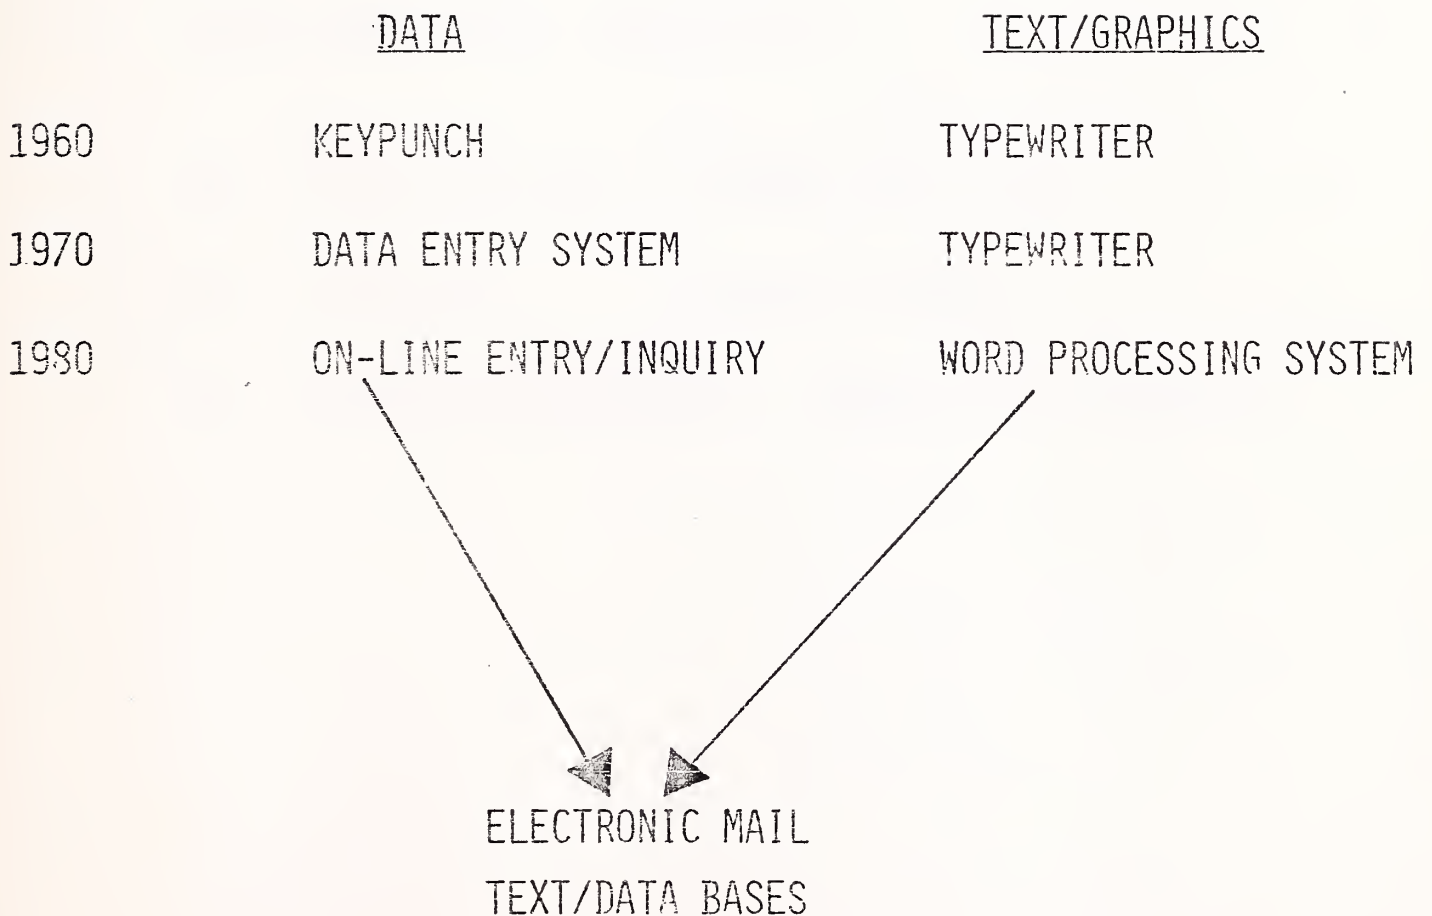 DATA TEXT/GRAPHICS
1960 KEYPUNCH TYPEWRITER
1970 DATA ENTRY SYSTEM TYPEWRITER
1980 ON-LINE ENTRY/INQUIRY WORD PROCESSING SYSTEM
ELECTRONIC MAIL
TEXT/DATA BASES